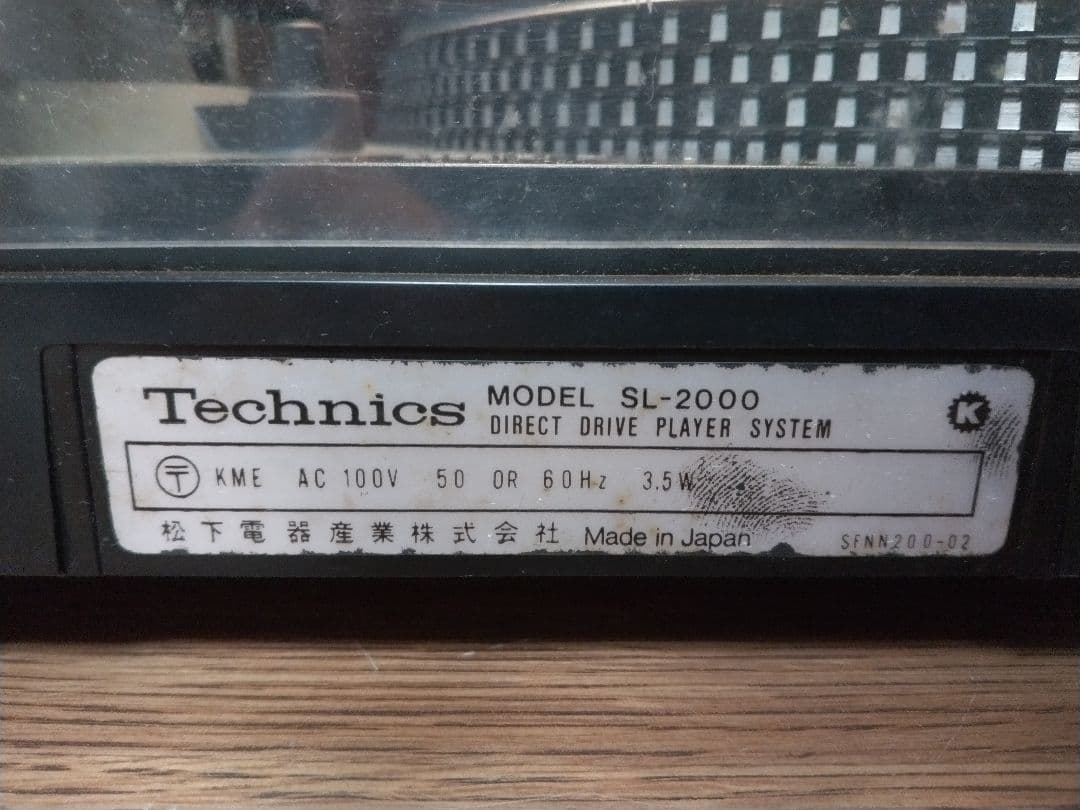 Technics MODEL SL-2000
DIRECT DRIVE PLAYER SYSTEM
K
〒 KME AC 100V 50 OR 60Hz 3.5W
松下電器産業株式会社 Made in Japan
SFNN200-02